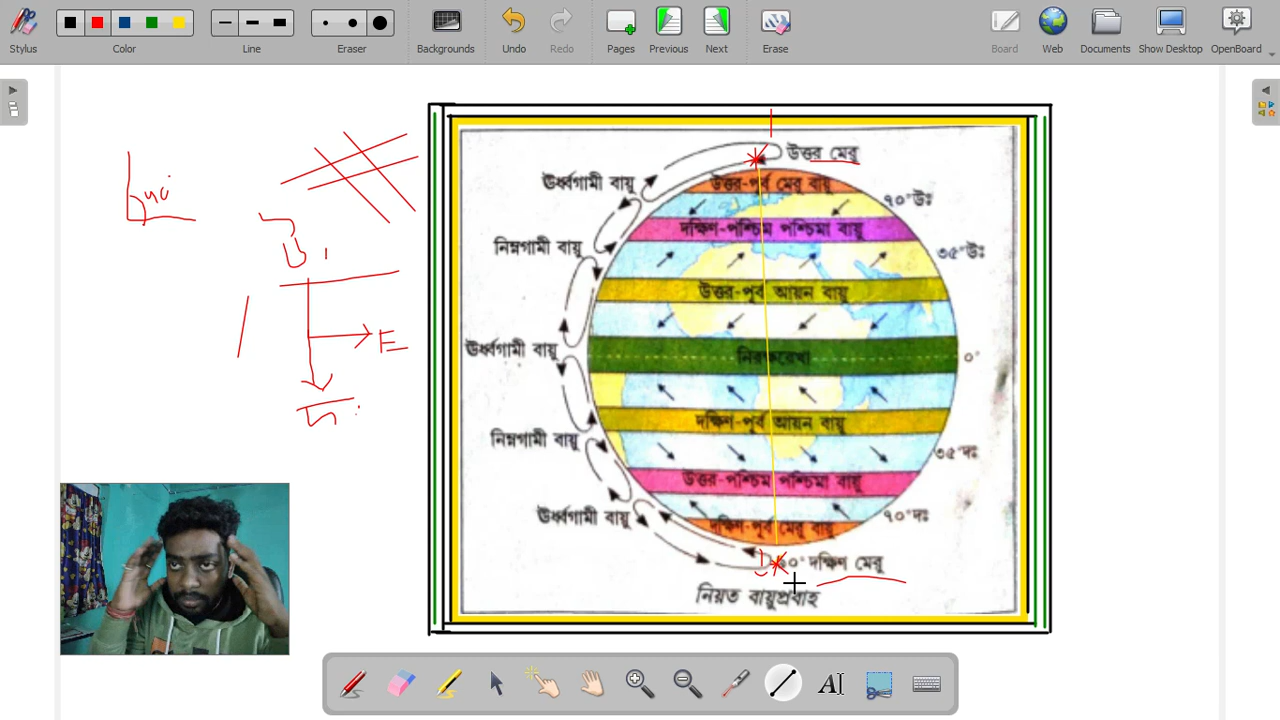 Stylus
Color
Line
Eraser
Backgrounds
Undo
Redo
Pages
Previous
Next
Erase
Board
Web
Documents
Show Desktop
OpenBoard
উত্তর মেরু
উত্তর-পূর্ব মেরু বায়ু
ঊর্ধ্বগামী বায়ু
৭০°উঃ
দক্ষিণ-পশ্চিম পশ্চিমা বায়ু
নিম্নগামী বায়ু
৩৫°উঃ
উত্তর-পূর্ব আয়ন বায়ু
ঊর্ধ্বগামী বায়ু
নিরক্ষরেখা
০°
E
দক্ষিণ-পূর্ব আয়ন বায়ু
নিম্নগামী বায়ু
৩৫°দঃ
উত্তর-পশ্চিম পশ্চিমা বায়ু
ঊর্ধ্বগামী বায়ু
৭০°দঃ
দক্ষিণ-পূর্ব মেরু বায়ু
দক্ষিণ মেরু
নিয়ত বায়ুপ্রবাহ